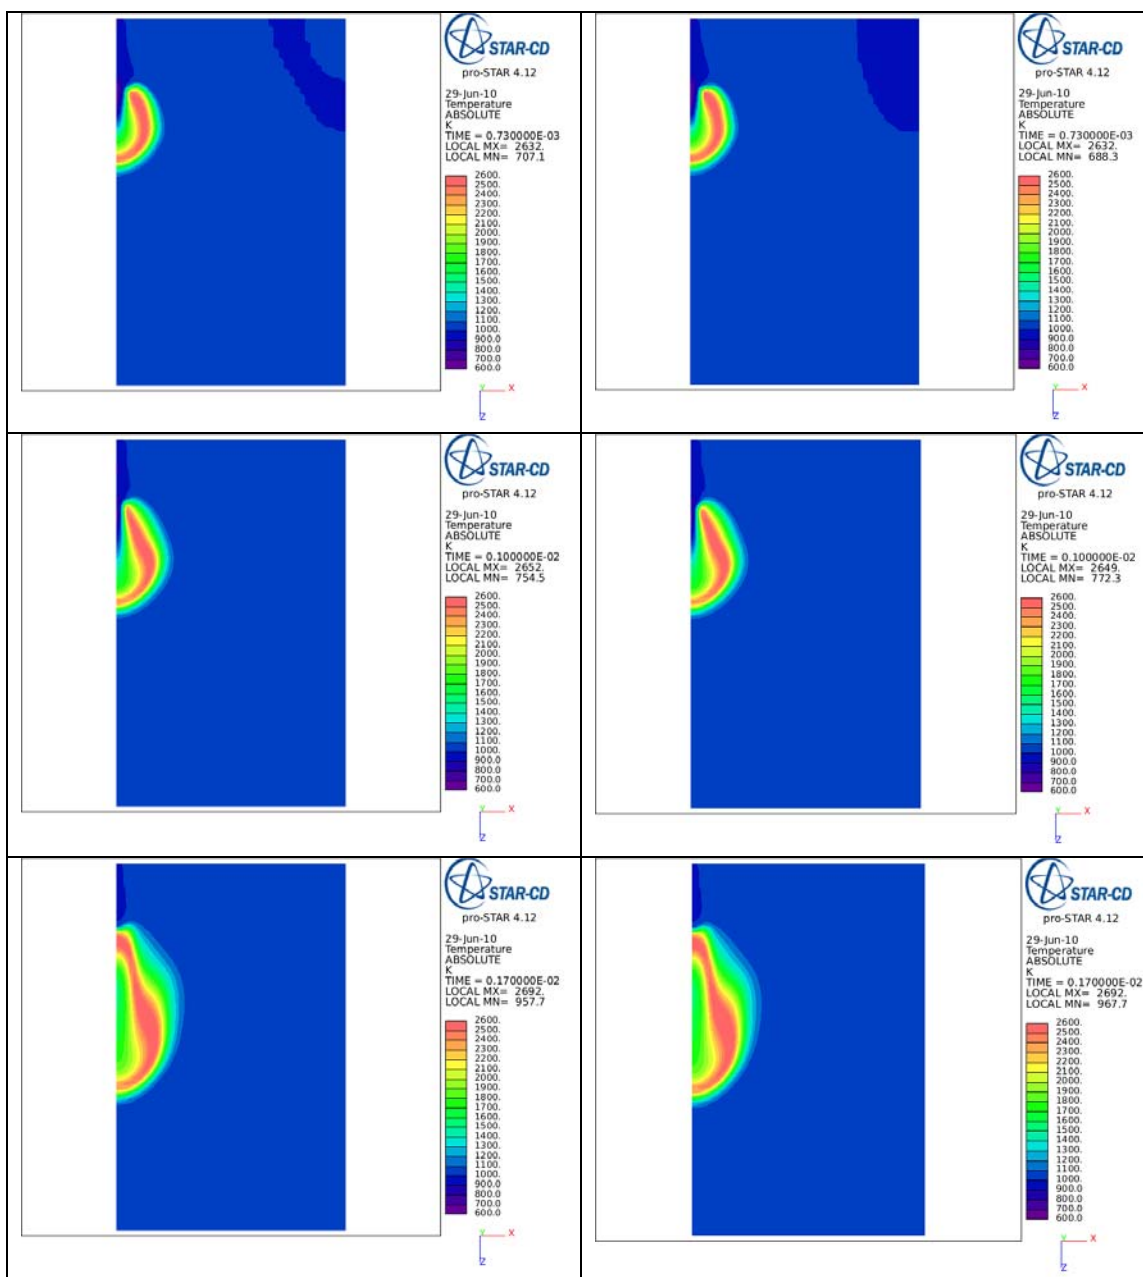 STAR-CD
pro-STAR 4.12
29-Jun-10
Temperature
ABSOLUTE
K
TIME = 0.730000E-03
LOCAL MX= 2632.
LOCAL MN= 707.1
2600.
2500.
2400.
2300.
2200.
2100.
2000.
1900.
1800.
1700.
1600.
1500.
1400.
1300.
1200.
1100.
1000.
900.0
800.0
700.0
600.0
Y
X
Z
STAR-CD
pro-STAR 4.12
29-Jun-10
Temperature
ABSOLUTE
K
TIME = 0.730000E-03
LOCAL MX= 2632.
LOCAL MN= 688.3
2600.
2500.
2400.
2300.
2200.
2100.
2000.
1900.
1800.
1700.
1600.
1500.
1400.
1300.
1200.
1100.
1000.
900.0
800.0
700.0
600.0
Y
X
Z
STAR-CD
pro-STAR 4.12
29-Jun-10
Temperature
ABSOLUTE
K
TIME = 0.100000E-02
LOCAL MX= 2652.
LOCAL MN= 754.5
2600.
2500.
2400.
2300.
2200.
2100.
2000.
1900.
1800.
1700.
1600.
1500.
1400.
1300.
1200.
1100.
1000.
900.0
800.0
700.0
600.0
Y
X
Z
STAR-CD
pro-STAR 4.12
29-Jun-10
Temperature
ABSOLUTE
K
TIME = 0.100000E-02
LOCAL MX= 2649.
LOCAL MN= 772.3
2600.
2500.
2400.
2300.
2200.
2100.
2000.
1900.
1800.
1700.
1600.
1500.
1400.
1300.
1200.
1100.
1000.
900.0
800.0
700.0
600.0
Y
X
Z
STAR-CD
pro-STAR 4.12
29-Jun-10
Temperature
ABSOLUTE
K
TIME = 0.170000E-02
LOCAL MX= 2692.
LOCAL MN= 957.7
2600.
2500.
2400.
2300.
2200.
2100.
2000.
1900.
1800.
1700.
1600.
1500.
1400.
1300.
1200.
1100.
1000.
900.0
800.0
700.0
600.0
Y
X
Z
STAR-CD
pro-STAR 4.12
29-Jun-10
Temperature
ABSOLUTE
K
TIME = 0.170000E-02
LOCAL MX= 2692.
LOCAL MN= 967.7
2600.
2500.
2400.
2300.
2200.
2100.
2000.
1900.
1800.
1700.
1600.
1500.
1400.
1300.
1200.
1100.
1000.
900.0
800.0
700.0
600.0
Y
X
Z